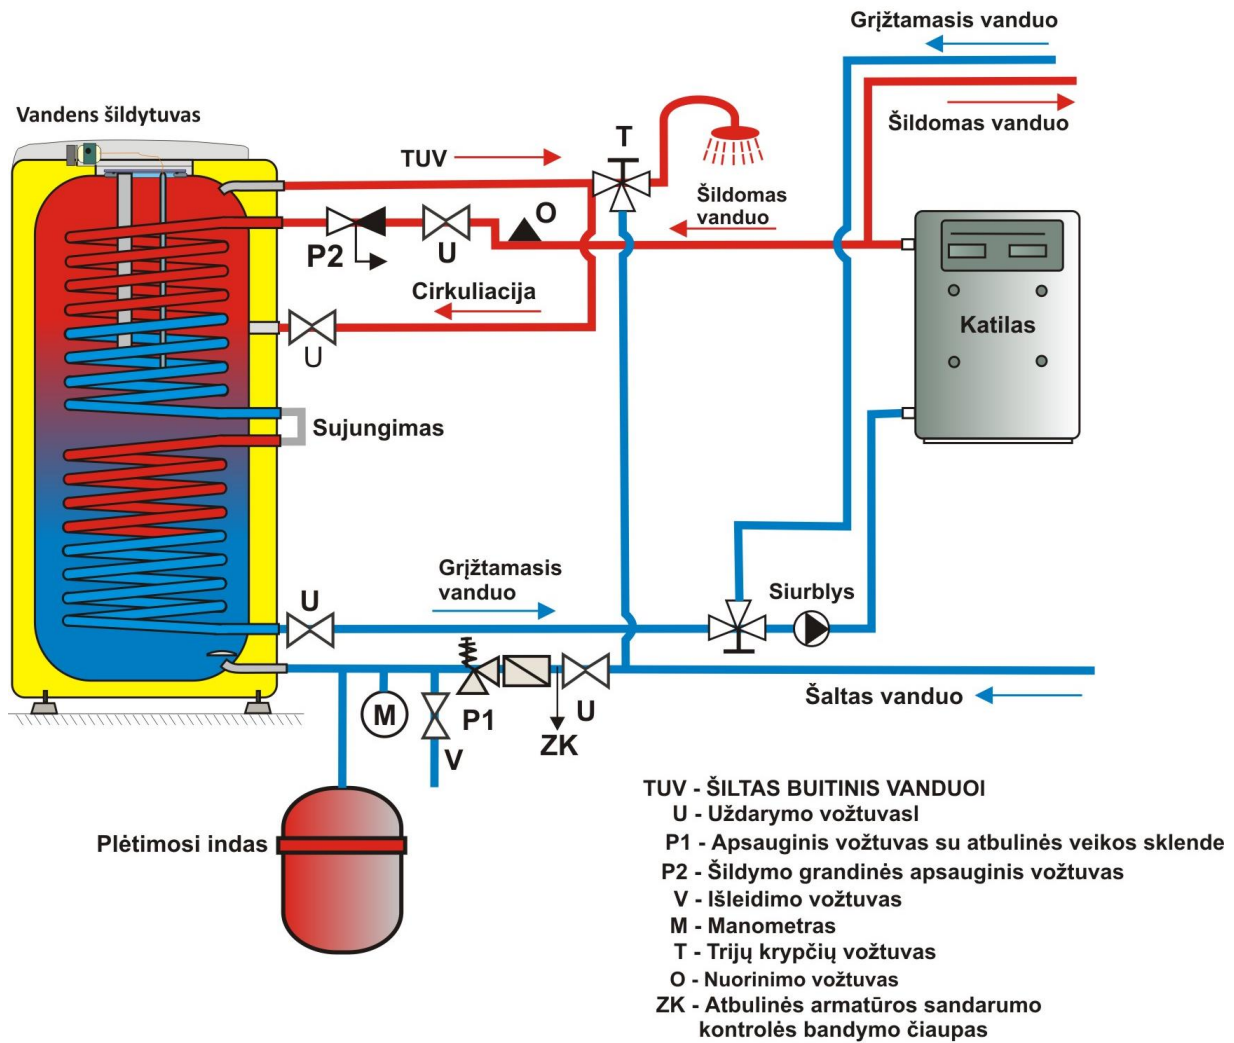 Grįžtamasis vanduo
Šildomas vanduo
Vandens šildytuvas
TUV
T
Šildomas
vanduo
O
P2
U
Cirkuliacija
U
Katilas
Sujungimas
Grįžtamasis
vanduo
Siurblys
U
Šaltas vanduo
M
P1
U
ZK
V
Plėtimosi indas
TUV - ŠILTAS BUITINIS VANDUOI
U - Uždarymo vožtuvasI
P1 - Apsauginis vožtuvas su atbulinės veikos sklende
P2 - Šildymo grandinės apsauginis vožtuvas
V - Išleidimo vožtuvas
M - Manometras
T - Trijų krypčių vožtuvas
O - Nuorinimo vožtuvas
ZK - Atbulinės armatūros sandarumo
kontrolės bandymo čiaupas